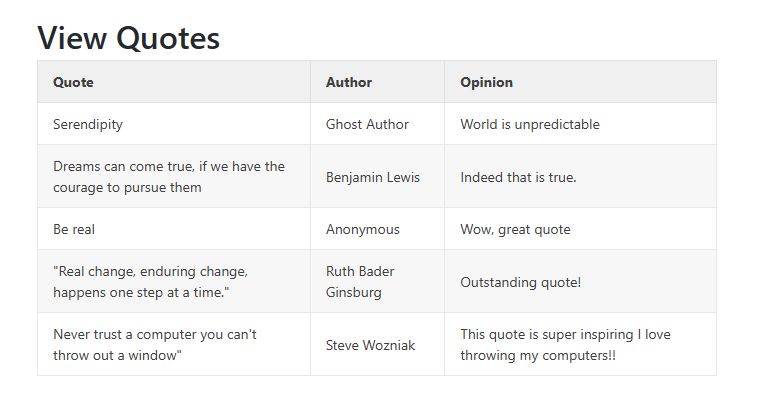 View Quotes
Quote Author Opinion
Serendipity Ghost Author World is unpredictable
Dreams can come true, if we have the
courage to pursue them
Benjamin Lewis
Indeed that is true.
Be real Anonymous Wow, great quote
"Real change, enduring change,
happens one step at a time."
Ruth Bader
Ginsburg
Outstanding quote!
Never trust a computer you can't
throw out a window"
Steve Wozniak
This quote is super inspiring I love
throwing my computers!!